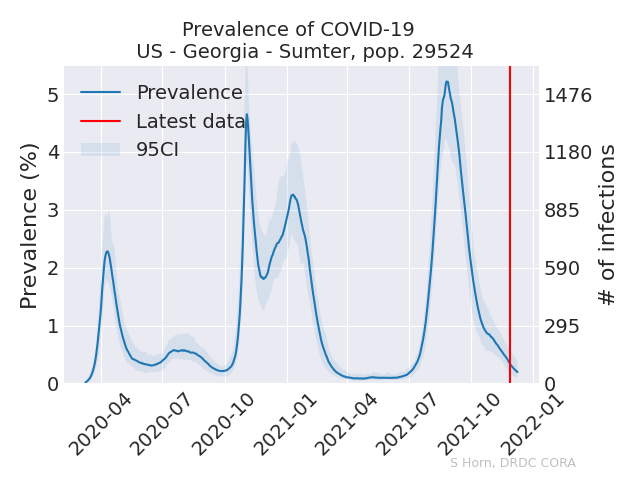 Prevalence of COVID-19
US - Georgia - Sumter, pop. 29524
Prevalence
Latest data
95CI
Prevalence (%)
5
4
3
2
1
0
1476
1180
885
590
295
0
# of infections
2020-04
2020-07
2020-10
2021-01
2021-04
2021-07
2021-10
2022-01
S Horn, DRDC CORA